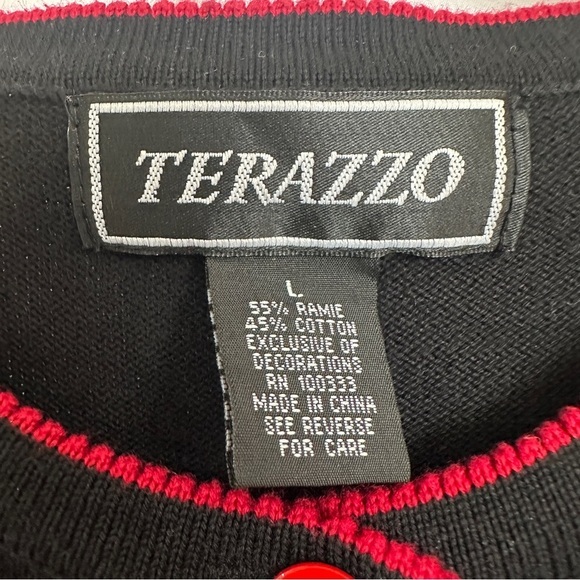 TERAZZO
L
55% RAMIE
45% COTTON
EXCLUSIVE OF
DECORATIONS
RN 100333
MADE IN CHINA
SEE REVERSE
FOR CARE